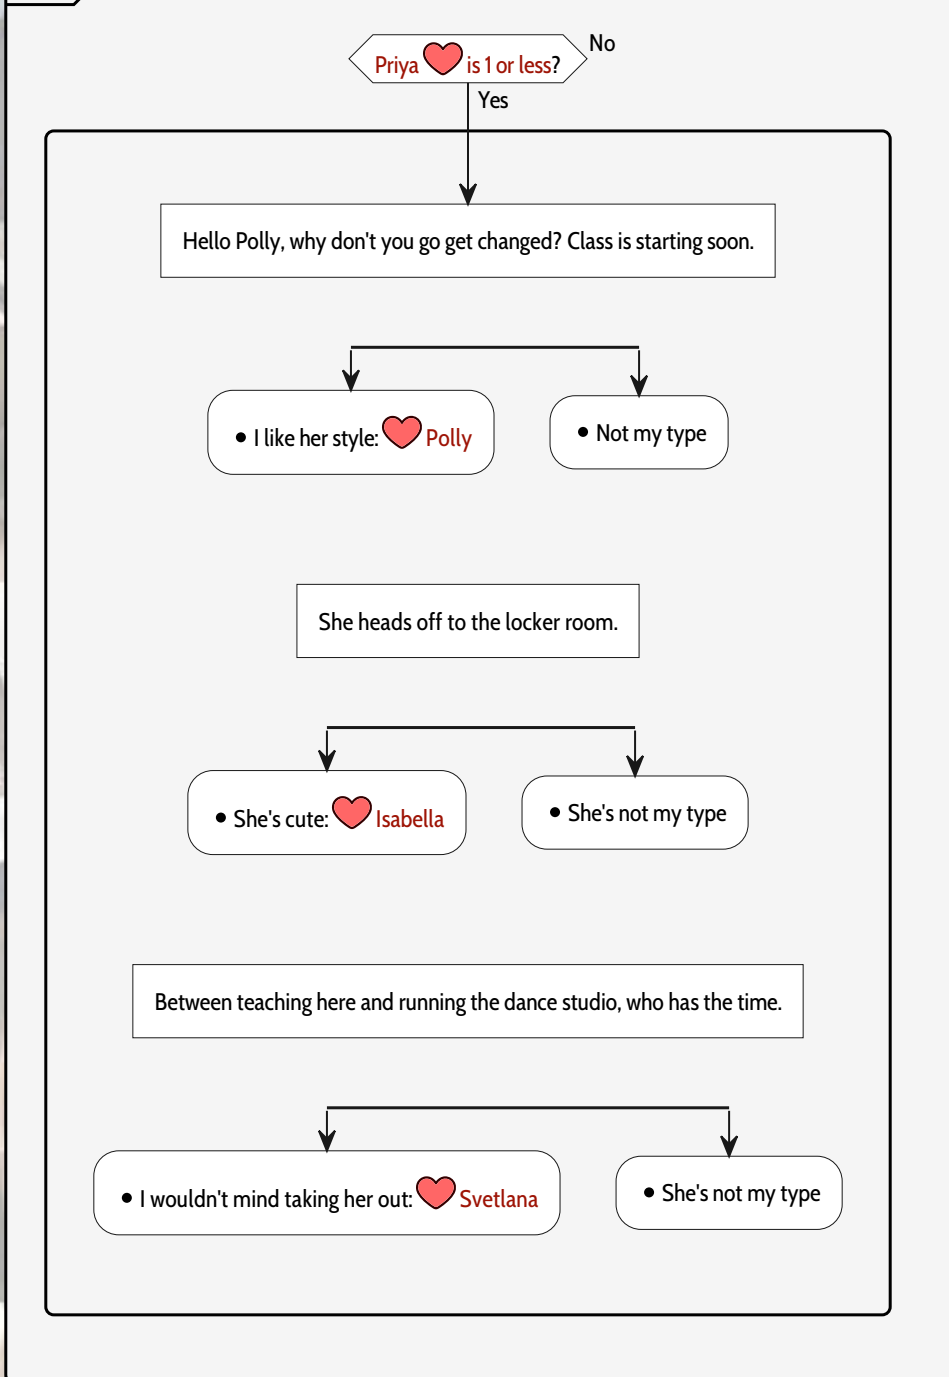 No
Priya is 1 or less?
Yes
Hello Polly, why don't you go get changed? Class is starting soon.
• I like her style: Polly
• Not my type
She heads off to the locker room.
• She's cute: Isabella
• She's not my type
Between teaching here and running the dance studio, who has the time.
• I wouldn't mind taking her out: Svetlana
• She's not my type